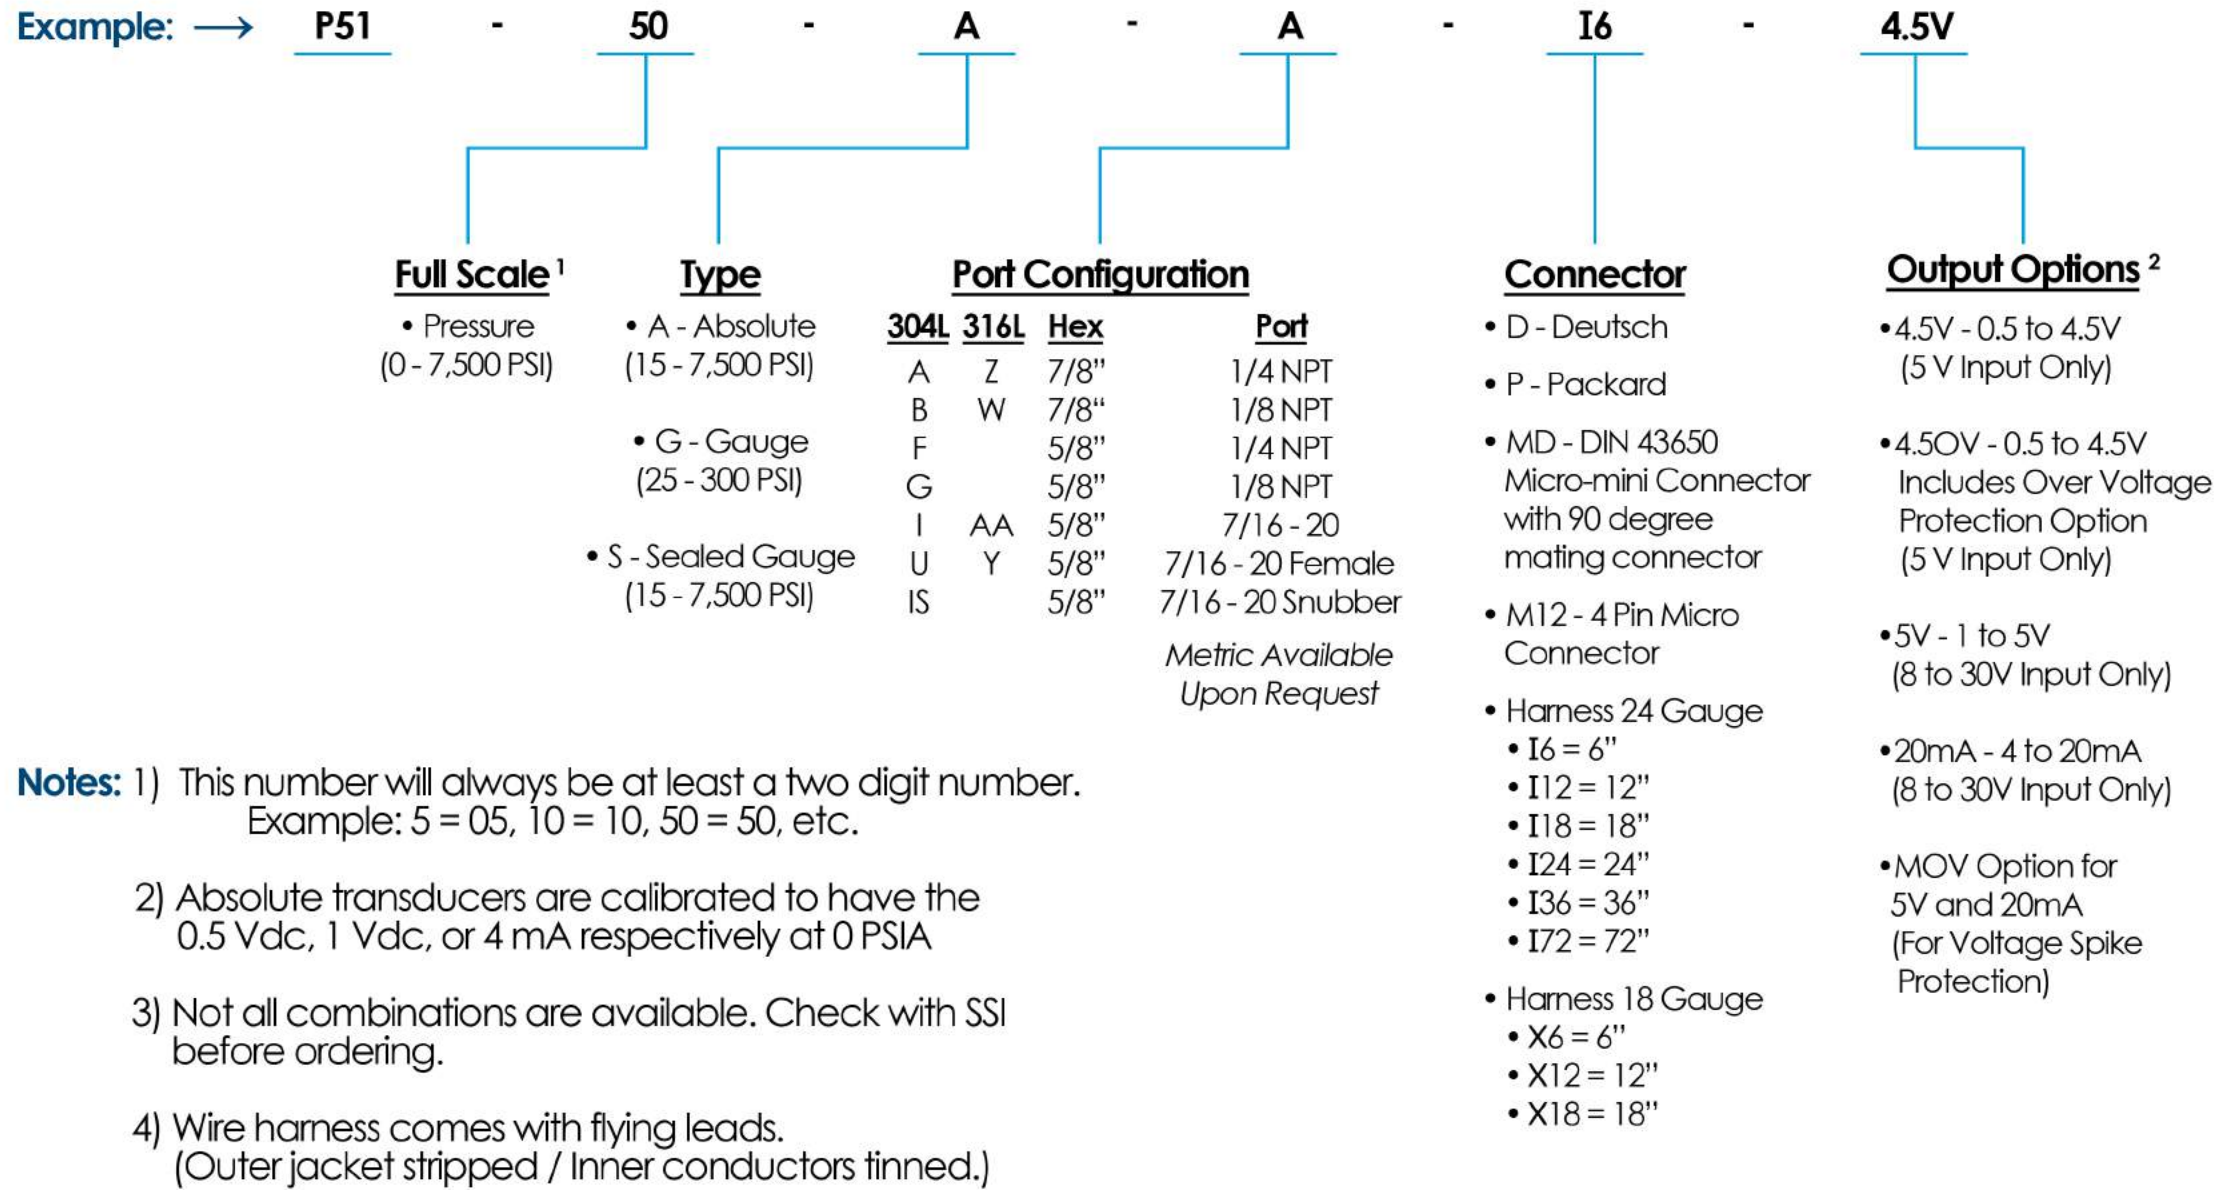 Example: → P51 - 50 - A - A - I6 - 4.5V
Full Scale ¹
• Pressure
(0 - 7,500 PSI)
Type
• A - Absolute
(15 - 7,500 PSI)
• G - Gauge
(25 - 300 PSI)
• S - Sealed Gauge
(15 - 7,500 PSI)
Port Configuration
304L 316L Hex Port
A Z 7/8" 1/4 NPT
B W 7/8" 1/8 NPT
F 5/8" 1/4 NPT
G 5/8" 1/8 NPT
I AA 5/8" 7/16 - 20
U Y 5/8" 7/16 - 20 Female
IS 5/8" 7/16 - 20 Snubber
Metric Available
Upon Request
Connector
• D - Deutsch
• P - Packard
• MD - DIN 43650
Micro-mini Connector
with 90 degree
mating connector
• M12 - 4 Pin Micro
Connector
• Harness 24 Gauge
• I6 = 6"
• I12 = 12"
• I18 = 18"
• I24 = 24"
• I36 = 36"
• I72 = 72"
• Harness 18 Gauge
• X6 = 6"
• X12 = 12"
• X18 = 18"
Output Options ²
• 4.5V - 0.5 to 4.5V
(5 V Input Only)
• 4.5OV - 0.5 to 4.5V
Includes Over Voltage
Protection Option
(5 V Input Only)
• 5V - 1 to 5V
(8 to 30V Input Only)
• 20mA - 4 to 20mA
(8 to 30V Input Only)
• MOV Option for
5V and 20mA
(For Voltage Spike
Protection)
Notes: 1) This number will always be at least a two digit number.
Example: 5 = 05, 10 = 10, 50 = 50, etc.
2) Absolute transducers are calibrated to have the
0.5 Vdc, 1 Vdc, or 4 mA respectively at 0 PSIA
3) Not all combinations are available. Check with SSI
before ordering.
4) Wire harness comes with flying leads.
(Outer jacket stripped / Inner conductors tinned.)